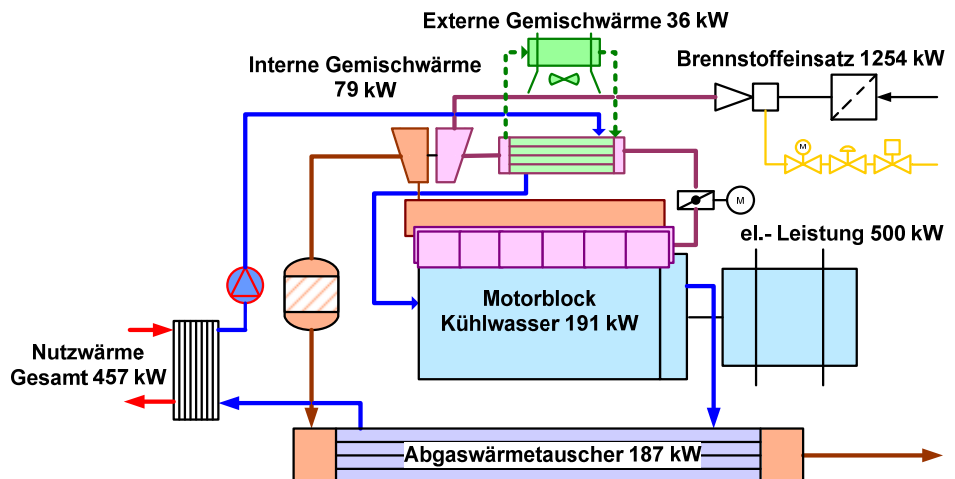 Externe Gemischwärme 36 kW
Interne Gemischwärme
79 kW
Brennstoffeinsatz 1254 kW
M
M
el.- Leistung 500 kW
Motorblock
Kühlwasser 191 kW
Nutzwärme
Gesamt 457 kW
Abgaswärmetauscher 187 kW